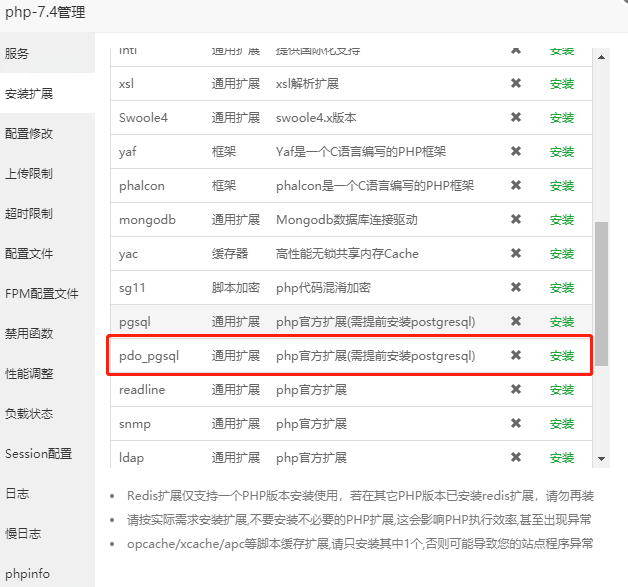 php-7.4管理
服务
安装扩展
配置修改
上传限制
超时限制
配置文件
FPM配置文件
禁用函数
性能调整
负载状态
Session配置
日志
慢日志
phpinfo
intl 通用扩展 提供国际化支持 ✖ 安装
xsl 通用扩展 xsl解析扩展 ✖ 安装
Swoole4 通用扩展 swoole4.x版本 ✖ 安装
yaf 框架 Yaf是一个C语言编写的PHP框架 ✖ 安装
phalcon 框架 phalcon是一个C语言编写的PHP框架 ✖ 安装
mongodb 通用扩展 Mongodb数据库连接驱动 ✖ 安装
yac 缓存器 高性能无锁共享内存Cache ✖ 安装
sg11 脚本加密 php代码混淆加密 ✖ 安装
pgsql 通用扩展 php官方扩展(需提前安装postgresql) ✖ 安装
pdo_pgsql 通用扩展 php官方扩展(需提前安装postgresql) ✖ 安装
readline 通用扩展 php官方扩展 ✖ 安装
snmp 通用扩展 php官方扩展 ✖ 安装
ldap 通用扩展 php官方扩展 ✖ 安装
• Redis扩展仅支持一个PHP版本安装使用，若在其它PHP版本已安装redis扩展，请勿再装
• 请按实际需求安装扩展,不要安装不必要的PHP扩展,这会影响PHP执行效率,甚至出现异常
• opcache/xcache/apc等脚本缓存扩展,请只安装其中1个,否则可能导致您的站点程序异常